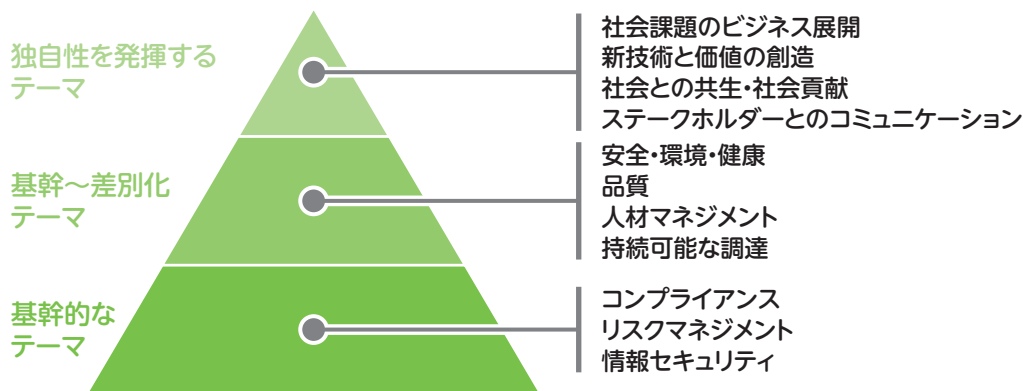 独自性を発揮する
テーマ
社会課題のビジネス展開
新技術と価値の創造
社会との共生・社会貢献
ステークホルダーとのコミュニケーション
基幹～差別化
テーマ
安全・環境・健康
品質
人材マネジメント
持続可能な調達
基幹的な
テーマ
コンプライアンス
リスクマネジメント
情報セキュリティ